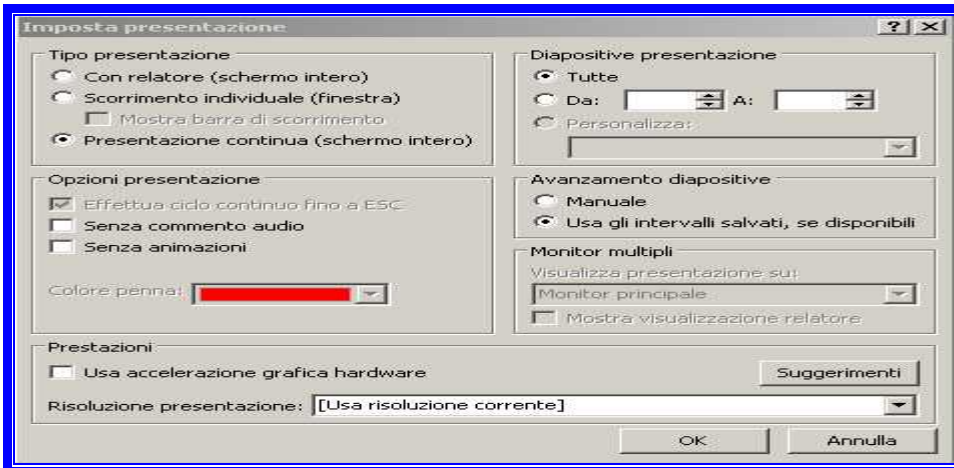 Imposta presentazione
Tipo presentazione
Con relatore (schermo intero)
Scorrimento individuale (finestra)
Mostra barra di scorrimento
Presentazione continua (schermo intero)
Diapositive presentazione
Tutte
Da: A:
Personalizza:
Opzioni presentazione
Effettua ciclo continuo fino a ESC
Senza commento audio
Senza animazioni
Colore penna:
Avanzamento diapositive
Manuale
Usa gli intervalli salvati, se disponibili
Monitor multipli
Visualizza presentazione su:
Monitor principale
Mostra visualizzazione relatore
Prestazioni
Usa accelerazione grafica hardware
Suggerimenti
Risoluzione presentazione: [Usa risoluzione corrente]
OK Annulla